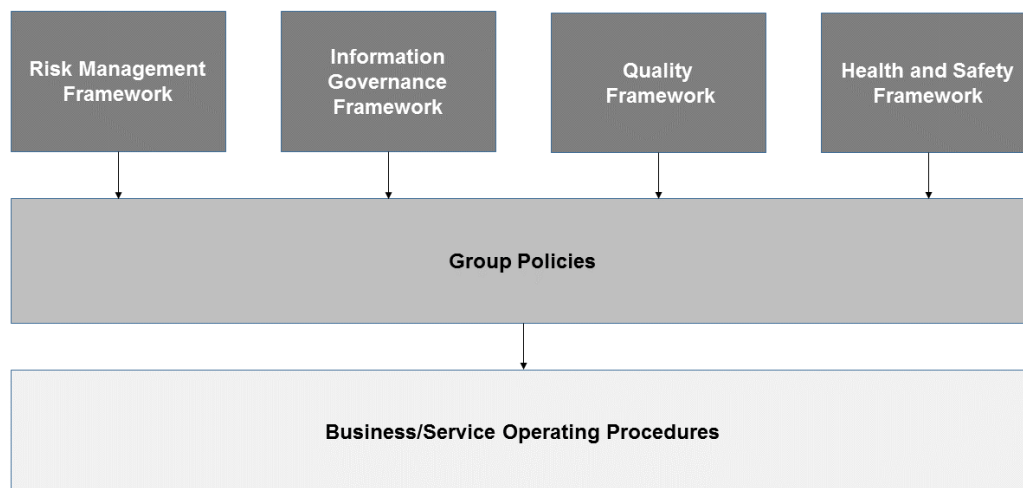 Risk Management
Framework
Information
Governance
Framework
Quality
Framework
Health and Safety
Framework
Group Policies
Business/Service Operating Procedures